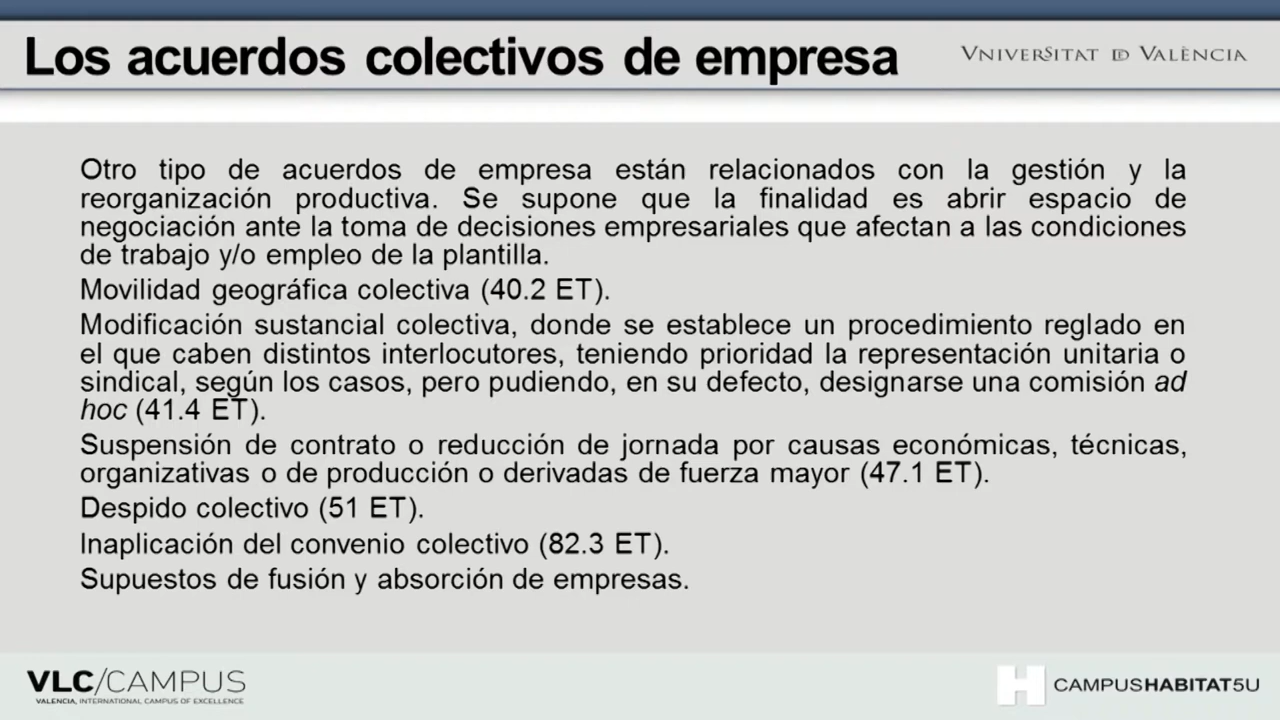 Los acuerdos colectivos de empresa
VNIVERSITAT D VALÈNCIA
Otro tipo de acuerdos de empresa están relacionados con la gestión y la
reorganización productiva. Se supone que la finalidad es abrir espacio de
negociación ante la toma de decisiones empresariales que afectan a las condiciones
de trabajo y/o empleo de la plantilla.
Movilidad geográfica colectiva (40.2 ET).
Modificación sustancial colectiva, donde se establece un procedimiento reglado en
el que caben distintos interlocutores, teniendo prioridad la representación unitaria o
sindical, según los casos, pero pudiendo, en su defecto, designarse una comisión ad
hoc (41.4 ET).
Suspensión de contrato o reducción de jornada por causas económicas, técnicas,
organizativas o de producción o derivadas de fuerza mayor (47.1 ET).
Despido colectivo (51 ET).
Inaplicación del convenio colectivo (82.3 ET).
Supuestos de fusión y absorción de empresas.
VLC/CAMPUS
VALENCIA, INTERNATIONAL CAMPUS OF EXCELLENCE
H CAMPUSHABITAT5U